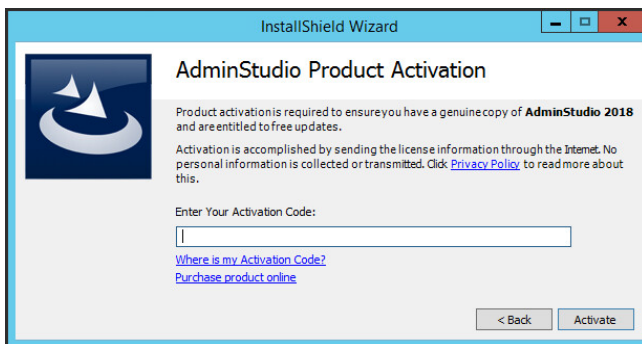 InstallShield Wizard
AdminStudio Product Activation
Product activation is required to ensure you have a genuine copy of AdminStudio 2018
and are entitled to free updates.
Activation is accomplished by sending the license information through the Internet. No
personal information is collected or transmitted. Click Privacy Policy to read more about
this.
Enter Your Activation Code:
Where is my Activation Code?
Purchase product online
< Back
Activate